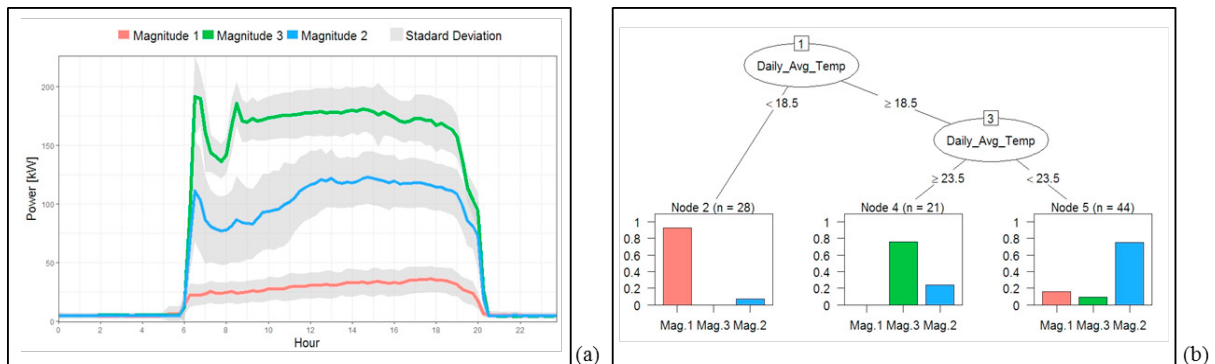 Magnitude 1 Magnitude 3 Magnitude 2 Stadard Deviation
Power [kW]
200
150
100
50
0
0 2 4 6 8 10 12 14 16 18 20 22
Hour
(a)
1
Daily_Avg_Temp
< 18.5 ≥ 18.5
3
Daily_Avg_Temp
≥ 23.5 < 23.5
Node 2 (n = 28) Node 4 (n = 21) Node 5 (n = 44)
1 1 1
0.8 0.8 0.8
0.6 0.6 0.6
0.4 0.4 0.4
0.2 0.2 0.2
0 0 0
Mag.1 Mag.3 Mag.2 Mag.1 Mag.3 Mag.2 Mag.1 Mag.3 Mag.2
(b)